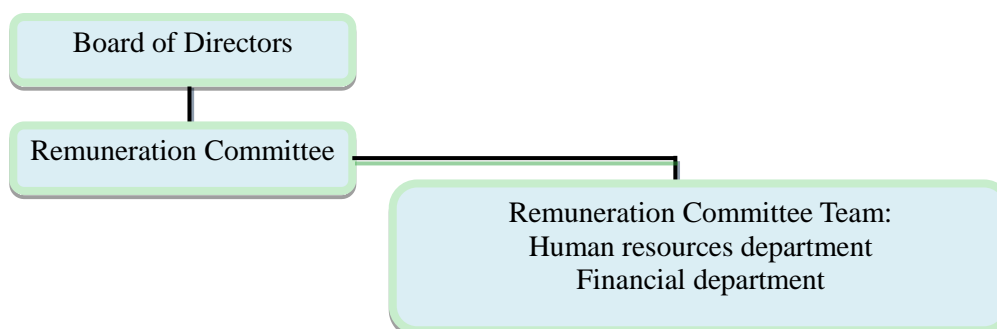 Board of Directors
Remuneration Committee
Remuneration Committee Team:
Human resources department
Financial department